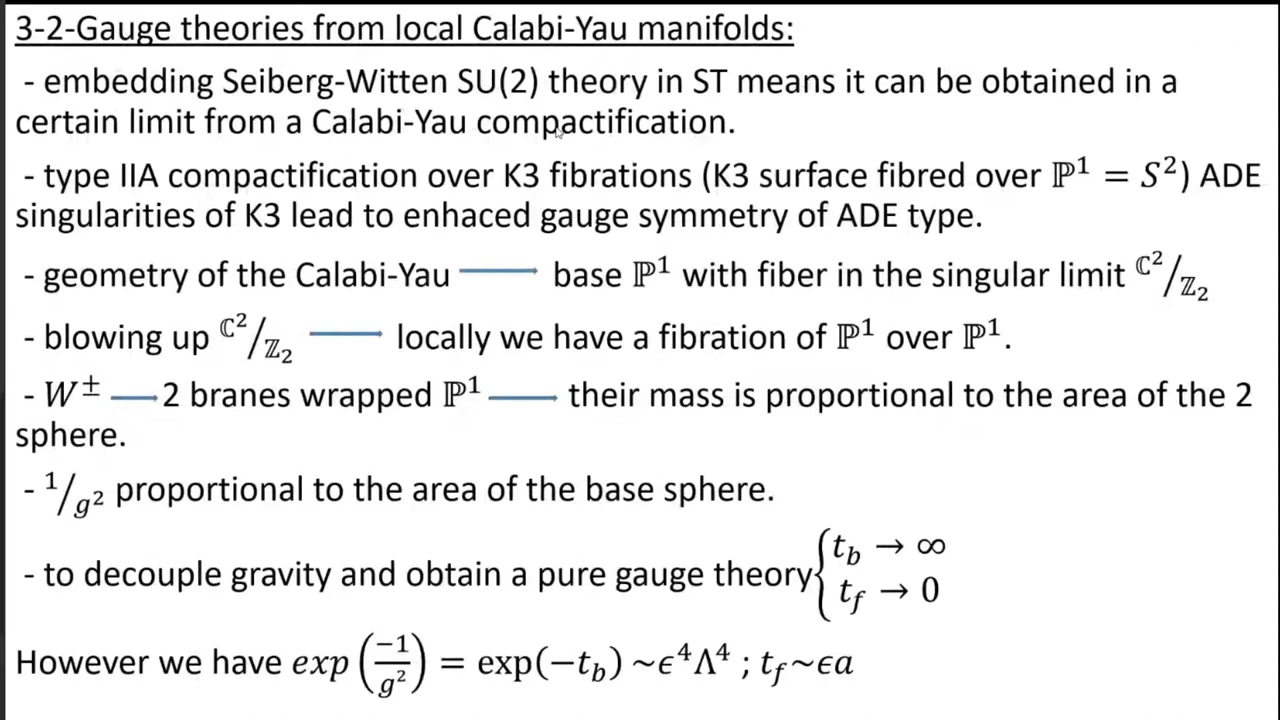 3-2-Gauge theories from local Calabi-Yau manifolds:
- embedding Seiberg-Witten SU(2) theory in ST means it can be obtained in a
certain limit from a Calabi-Yau compactification.
- type IIA compactification over K3 fibrations (K3 surface fibred over ℙ¹ = S²) ADE
singularities of K3 lead to enhaced gauge symmetry of ADE type.
- geometry of the Calabi-Yau —— base ℙ¹ with fiber in the singular limit ℂ²/ℤ₂
- blowing up ℂ²/ℤ₂ —— locally we have a fibration of ℙ¹ over ℙ¹.
- W± —— 2 branes wrapped ℙ¹ —— their mass is proportional to the area of the 2
sphere.
- 1/g² proportional to the area of the base sphere.
- to decouple gravity and obtain a pure gauge theory { t_b → ∞
t_f → 0
However we have exp(−1/g²) = exp(−t_b) ~ϵ⁴Λ⁴ ; t_f~ϵa